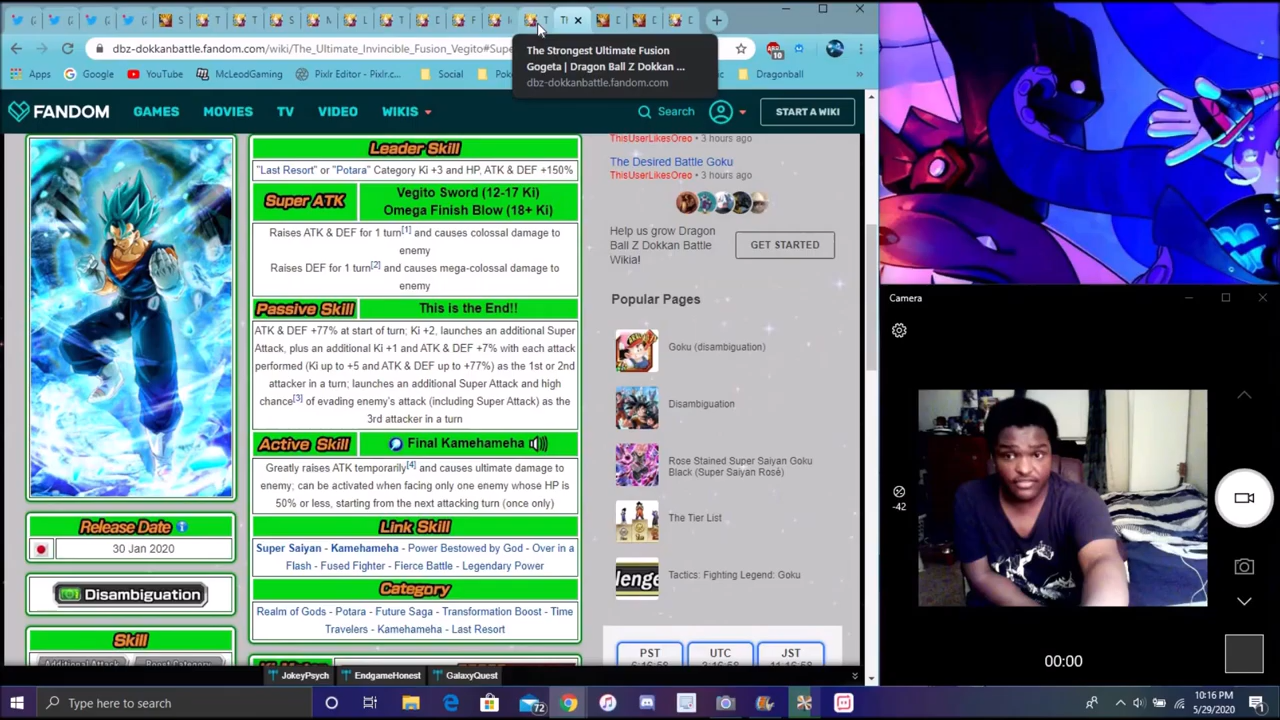 dbz-dokkanbattle.fandom.com/wiki/The_Ultimate_Invincible_Fusion_Vegito#Supe
ABP
10
The Strongest Ultimate Fusion
Gogeta | Dragon Ball Z Dokkan ...
dbz-dokkanbattle.fandom.com
Apps
Google
YouTube
McLeodGaming
Pixlr Editor - Pixlr.c...
Social
Dragonball
FANDOM
GAMES
MOVIES
TV
VIDEO
WIKIS
Search
START A WIKI
Leader Skill
"Last Resort" or "Potara" Category Ki +3 and HP, ATK & DEF +150%
Super ATK
Vegito Sword (12-17 Ki)
Omega Finish Blow (18+ Ki)
Raises ATK & DEF for 1 turn[1] and causes colossal damage to
enemy
Raises DEF for 1 turn[2] and causes mega-colossal damage to
enemy
Passive Skill
This is the End!!
ATK & DEF +77% at start of turn; Ki +2, launches an additional Super
Attack, plus an additional Ki +1 and ATK & DEF +7% with each attack
performed (Ki up to +5 and ATK & DEF up to +77%) as the 1st or 2nd
attacker in a turn; launches an additional Super Attack and high
chance[3] of evading enemy's attack (including Super Attack) as the
3rd attacker in a turn
Active Skill
Final Kamehameha
Greatly raises ATK temporarily[4] and causes ultimate damage to
enemy; can be activated when facing only one enemy whose HP is
50% or less, starting from the next attacking turn (once only)
Link Skill
Super Saiyan - Kamehameha - Power Bestowed by God - Over in a
Flash - Fused Fighter - Fierce Battle - Legendary Power
Category
Realm of Gods - Potara - Future Saga - Transformation Boost - Time
Travelers - Kamehameha - Last Resort
Release Date
30 Jan 2020
Disambiguation
Skill
Additional Attack
Boost Category
ThisUserLikesOreo • 3 hours ago
The Desired Battle Goku
ThisUserLikesOreo • 3 hours ago
Help us grow Dragon
Ball Z Dokkan Battle
Wikia!
GET STARTED
Popular Pages
Goku (disambiguation)
Disambiguation
Rose Stained Super Saiyan Goku
Black (Super Saiyan Rosé)
The Tier List
Tactics: Fighting Legend: Goku
PST
UTC
JST
JokeyPsych
EndgameHonest
GalaxyQuest
Camera
-42
00:00
Type here to search
72
10:16 PM
5/29/2020